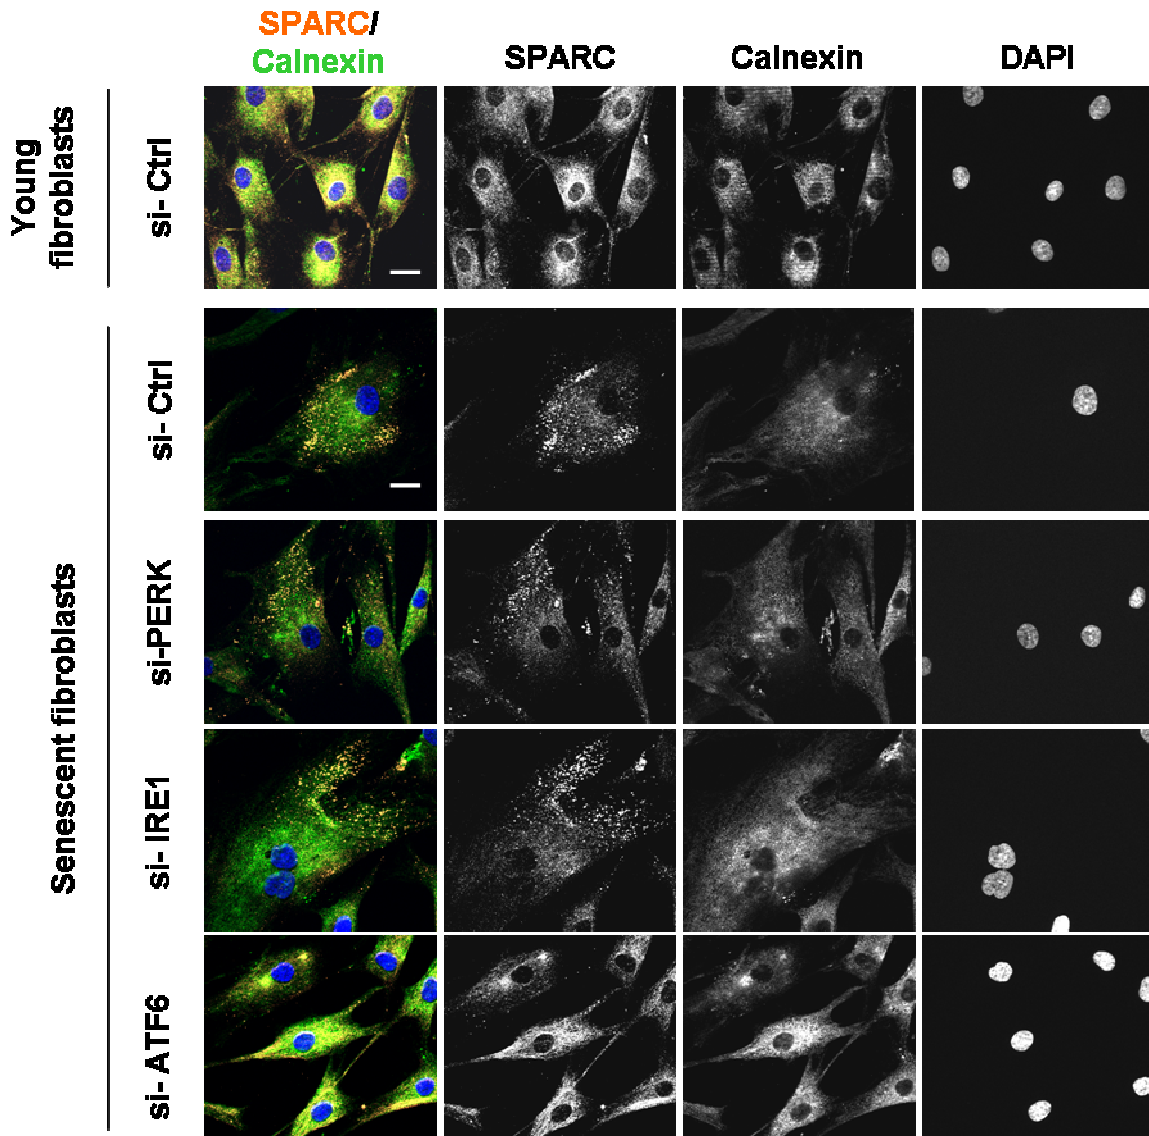 SPARC/
Calnexin
SPARC
Calnexin
DAPI
Young
fibroblasts
si- Ctrl
Senescent fibroblasts
si- Ctrl
si-PERK
si- IRE1
si- ATF6